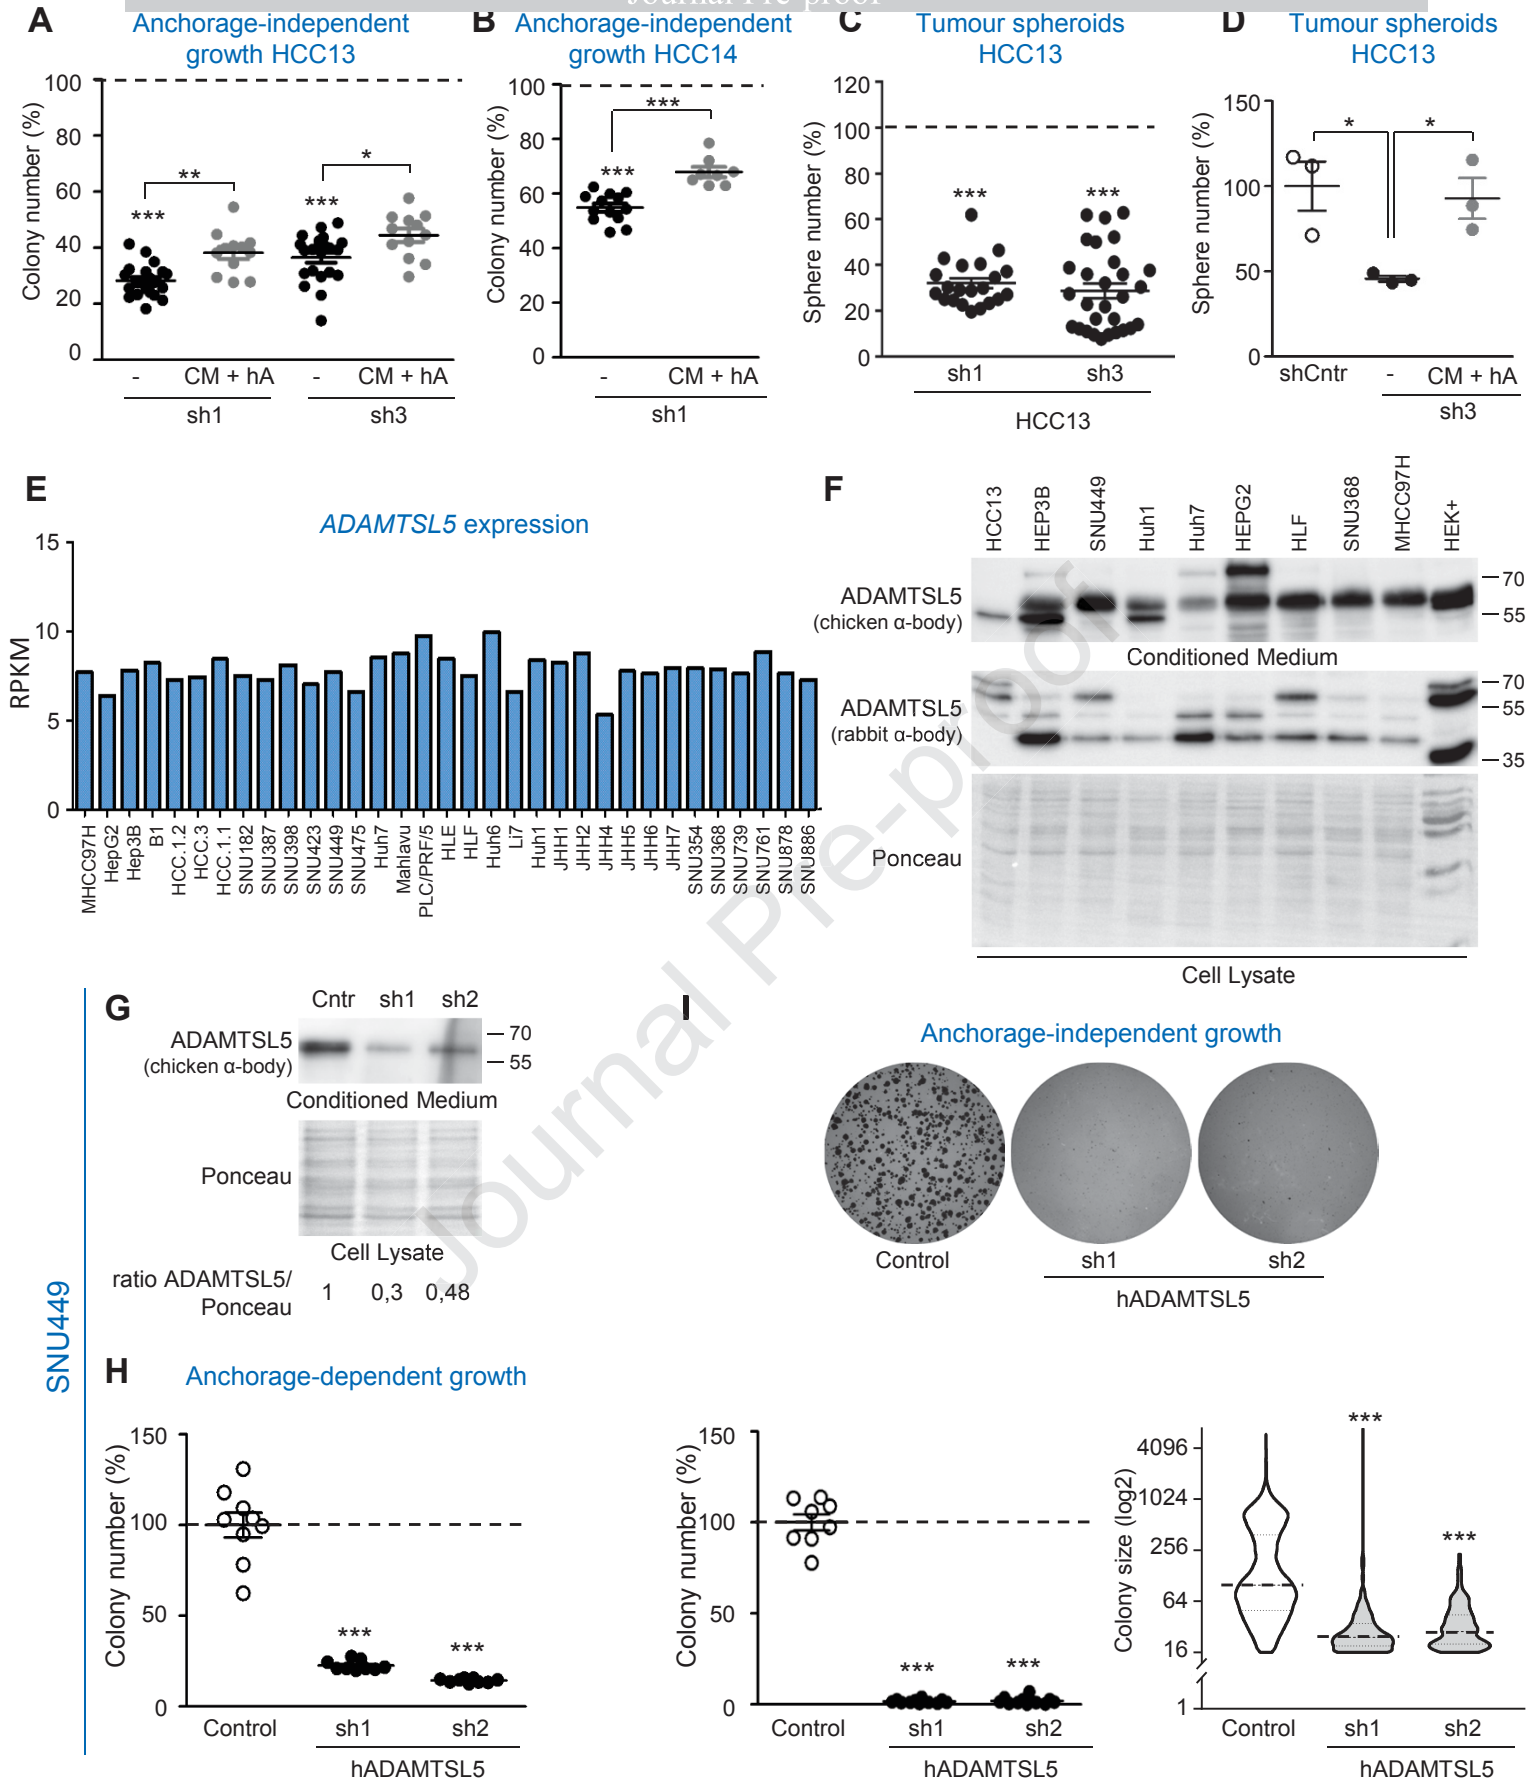 Journal Pre-proof
A
Anchorage-independent
growth HCC13
Colony number (%)
100
80
60
40
20
0
***
**
***
*
-
CM + hA
-
CM + hA
sh1
sh3
B
Anchorage-independent
growth HCC14
Colony number (%)
100
80
60
40
20
0
***
***
-
CM + hA
sh1
C
Tumour spheroids
HCC13
Sphere number (%)
120
100
80
60
40
20
0
***
***
sh1
sh3
HCC13
D
Tumour spheroids
HCC13
Sphere number (%)
150
100
50
0
*
*
shCntr
-
CM + hA
sh3
E
ADAMTSL5 expression
RPKM
15
10
5
0
MHCC97H
HepG2
Hep3B
B1
HCC.1.2
HCC.3
HCC.1.1
SNU182
SNU387
SNU398
SNU423
SNU449
SNU475
Huh7
Mahlavu
PLC/PRF/5
HLE
HLF
Huh6
Li7
Huh1
JHH1
JHH2
JHH4
JHH5
JHH6
JHH7
SNU354
SNU368
SNU739
SNU761
SNU878
SNU886
F
HCC13
HEP3B
SNU449
Huh1
Huh7
HEPG2
HLF
SNU368
MHCC97H
HEK+
ADAMTSL5
(chicken α-body)
70
55
Conditioned Medium
ADAMTSL5
(rabbit α-body)
70
55
35
Ponceau
Cell Lysate
Journal Pre-proof
SNU449
G
Cntr sh1 sh2
ADAMTSL5
(chicken α-body)
70
55
Conditioned Medium
Ponceau
Cell Lysate
ratio ADAMTSL5/
Ponceau
1 0,3 0,48
I
Anchorage-independent growth
Control
sh1
sh2
hADAMTSL5
H
Anchorage-dependent growth
Colony number (%)
150
100
50
0
***
***
Control
sh1
sh2
hADAMTSL5
Colony number (%)
150
100
50
0
***
***
Control
sh1
sh2
hADAMTSL5
Colony size (log2)
4096
1024
256
64
16
1
***
***
Control
sh1
sh2
hADAMTSL5